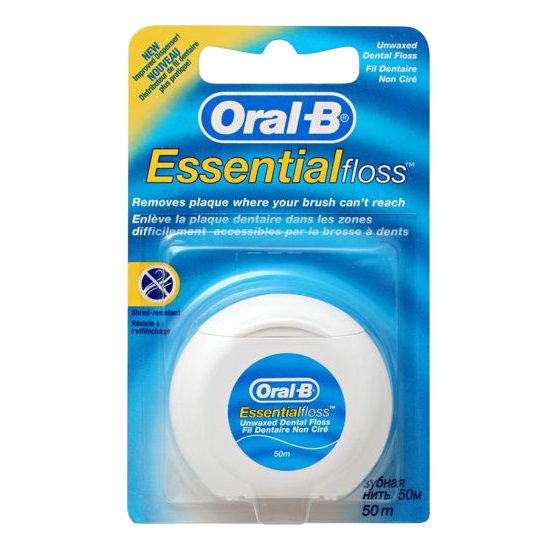 NEW
Improved Dispenser!
NOUVEAU
Distributeur de fil dentaire
plus pratique!
Unwaxed
Dental Floss
Fil Dentaire
Non Ciré
Oral-B®
Essentialfloss™
Removes plaque where your brush can't reach
Enlève la plaque dentaire dans les zones
difficilement accessibles par la brosse à dents
Shred-resistant
Résiste à
l'effilochage
Oral-B
Essentialfloss™
Unwaxed Dental Floss
Fil Dentaire Non Ciré
50m
зубная
нить, 50м
50 m